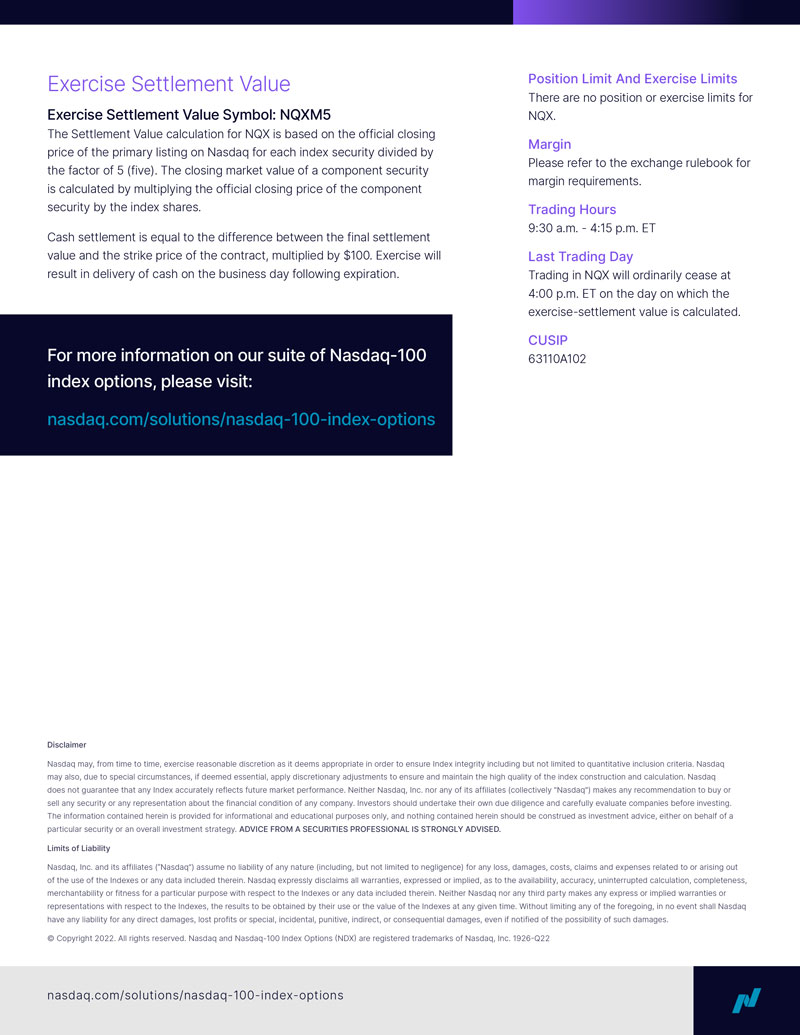 Exercise Settlement Value
Exercise Settlement Value Symbol: NQXM5
The Settlement Value calculation for NQX is based on the official closing
price of the primary listing on Nasdaq for each index security divided by
the factor of 5 (five). The closing market value of a component security
is calculated by multiplying the official closing price of the component
security by the index shares.
Cash settlement is equal to the difference between the final settlement
value and the strike price of the contract, multiplied by $100. Exercise will
result in delivery of cash on the business day following expiration.
For more information on our suite of Nasdaq-100
index options, please visit:
nasdaq.com/solutions/nasdaq-100-index-options
Position Limit And Exercise Limits
There are no position or exercise limits for
NQX.
Margin
Please refer to the exchange rulebook for
margin requirements.
Trading Hours
9:30 a.m. - 4:15 p.m. ET
Last Trading Day
Trading in NQX will ordinarily cease at
4:00 p.m. ET on the day on which the
exercise-settlement value is calculated.
CUSIP
63110A102
Disclaimer
Nasdaq may, from time to time, exercise reasonable discretion as it deems appropriate in order to ensure Index integrity including but not limited to quantitative inclusion criteria. Nasdaq
may also, due to special circumstances, if deemed essential, apply discretionary adjustments to ensure and maintain the high quality of the index construction and calculation. Nasdaq
does not guarantee that any Index accurately reflects future market performance. Neither Nasdaq, Inc. nor any of its affiliates (collectively "Nasdaq") makes any recommendation to buy or
sell any security or any representation about the financial condition of any company. Investors should undertake their own due diligence and carefully evaluate companies before investing.
The information contained herein is provided for informational and educational purposes only, and nothing contained herein should be construed as investment advice, either on behalf of a
particular security or an overall investment strategy. ADVICE FROM A SECURITIES PROFESSIONAL IS STRONGLY ADVISED.
Limits of Liability
Nasdaq, Inc. and its affiliates ("Nasdaq") assume no liability of any nature (including, but not limited to negligence) for any loss, damages, costs, claims and expenses related to or arising out
of the use of the Indexes or any data included therein. Nasdaq expressly disclaims all warranties, expressed or implied, as to the availability, accuracy, uninterrupted calculation, completeness,
merchantability or fitness for a particular purpose with respect to the Indexes or any data included therein. Neither Nasdaq nor any third party makes any express or implied warranties or
representations with respect to the Indexes, the results to be obtained by their use or the value of the Indexes at any given time. Without limiting any of the foregoing, in no event shall Nasdaq
have any liability for any direct damages, lost profits or special, incidental, punitive, indirect, or consequential damages, even if notified of the possibility of such damages.
© Copyright 2022. All rights reserved. Nasdaq and Nasdaq-100 Index Options (NDX) are registered trademarks of Nasdaq, Inc. 1926-Q22
nasdaq.com/solutions/nasdaq-100-index-options